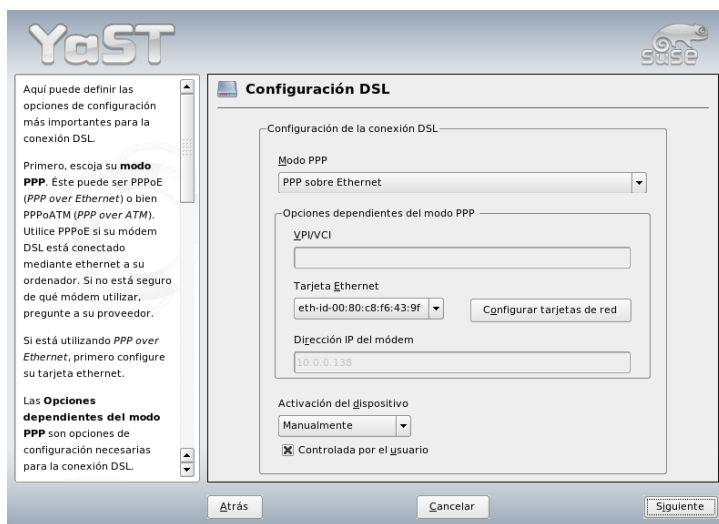 YaST
SUSE
Aquí puede definir las
opciones de configuración
más importantes para la
conexión DSL.
Primero, escoja su modo
PPP. Éste puede ser PPPoE
(PPP over Ethernet) o bien
PPPoATM (PPP over ATM).
Utilice PPPoE si su módem
DSL está conectado
mediante ethernet a su
ordenador. Si no está seguro
de qué módem utilizar,
pregunte a su proveedor.
Si está utilizando PPP over
Ethernet, primero configure
su tarjeta ethernet.
Las Opciones
dependientes del modo
PPP son opciones de
configuración necesarias
para la conexión DSL.
Configuración DSL
Configuración de la conexión DSL
Modo PPP
PPP sobre Ethernet
Opciones dependientes del modo PPP
VPI/VCI
Tarjeta Ethernet
eth-id-00:80:c8:f6:43:9f
Configurar tarjetas de red
Dirección IP del módem
10.0.0.138
Activación del dispositivo
Manualmente
Controlada por el usuario
Atrás
Cancelar
Siguiente